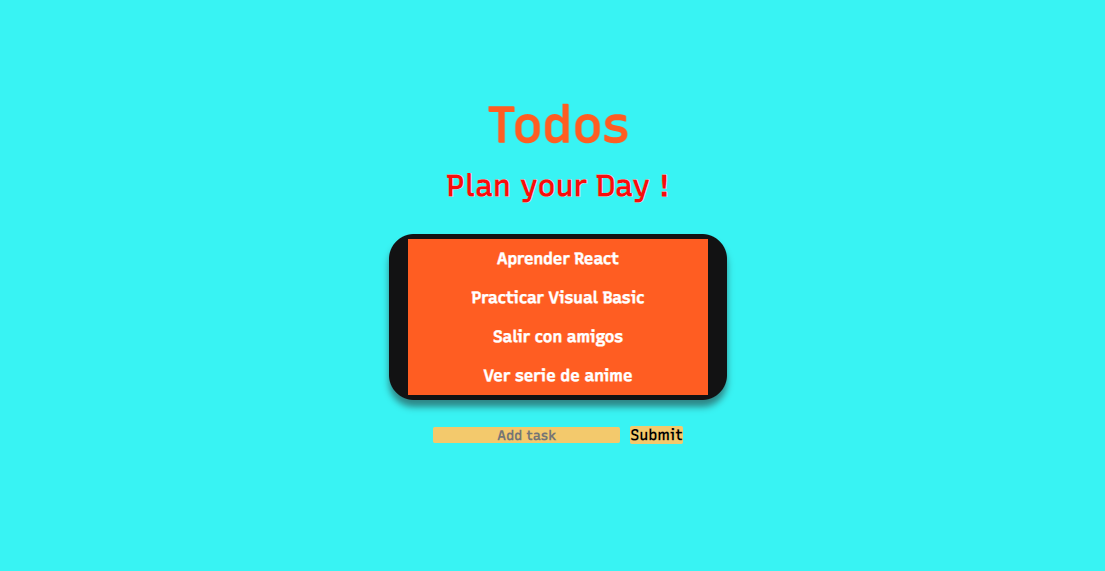 Todos
Plan your Day !
Aprender React
Practicar Visual Basic
Salir con amigos
Ver serie de anime
Add task Submit